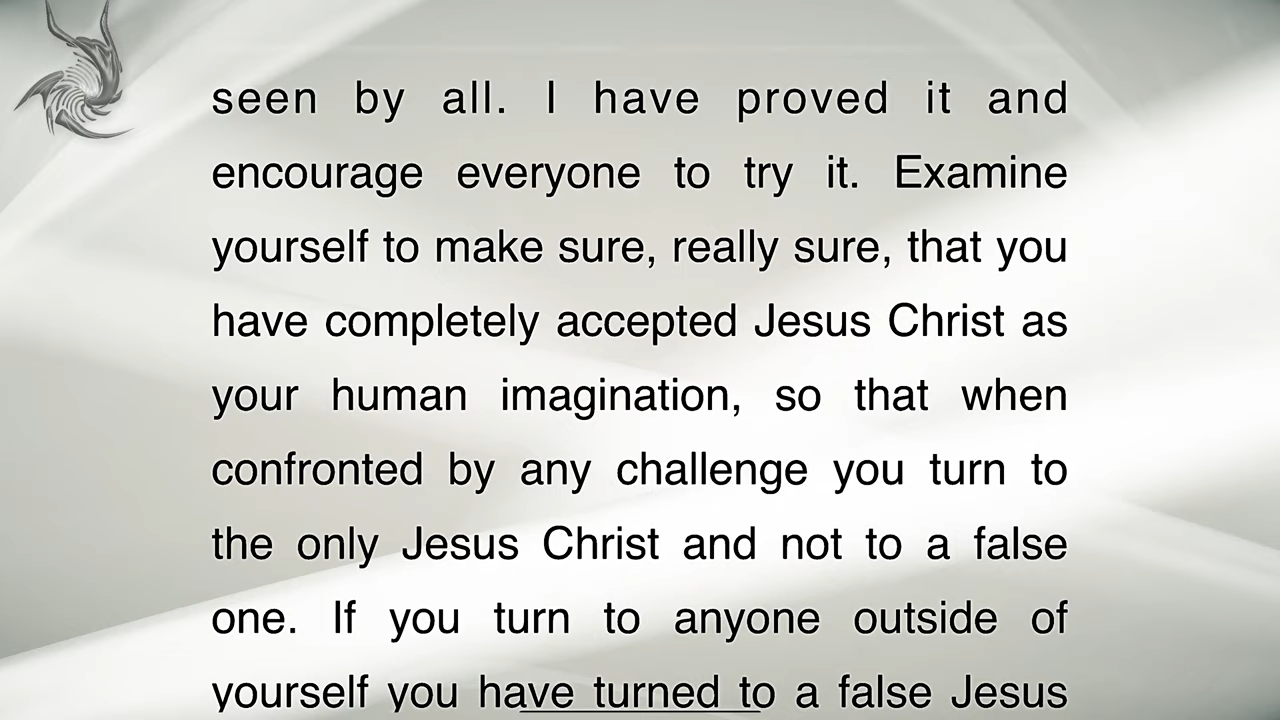 seen by all. I have proved it and
encourage everyone to try it. Examine
yourself to make sure, really sure, that you
have completely accepted Jesus Christ as
your human imagination, so that when
confronted by any challenge you turn to
the only Jesus Christ and not to a false
one. If you turn to anyone outside of
yourself you have turned to a false Jesus